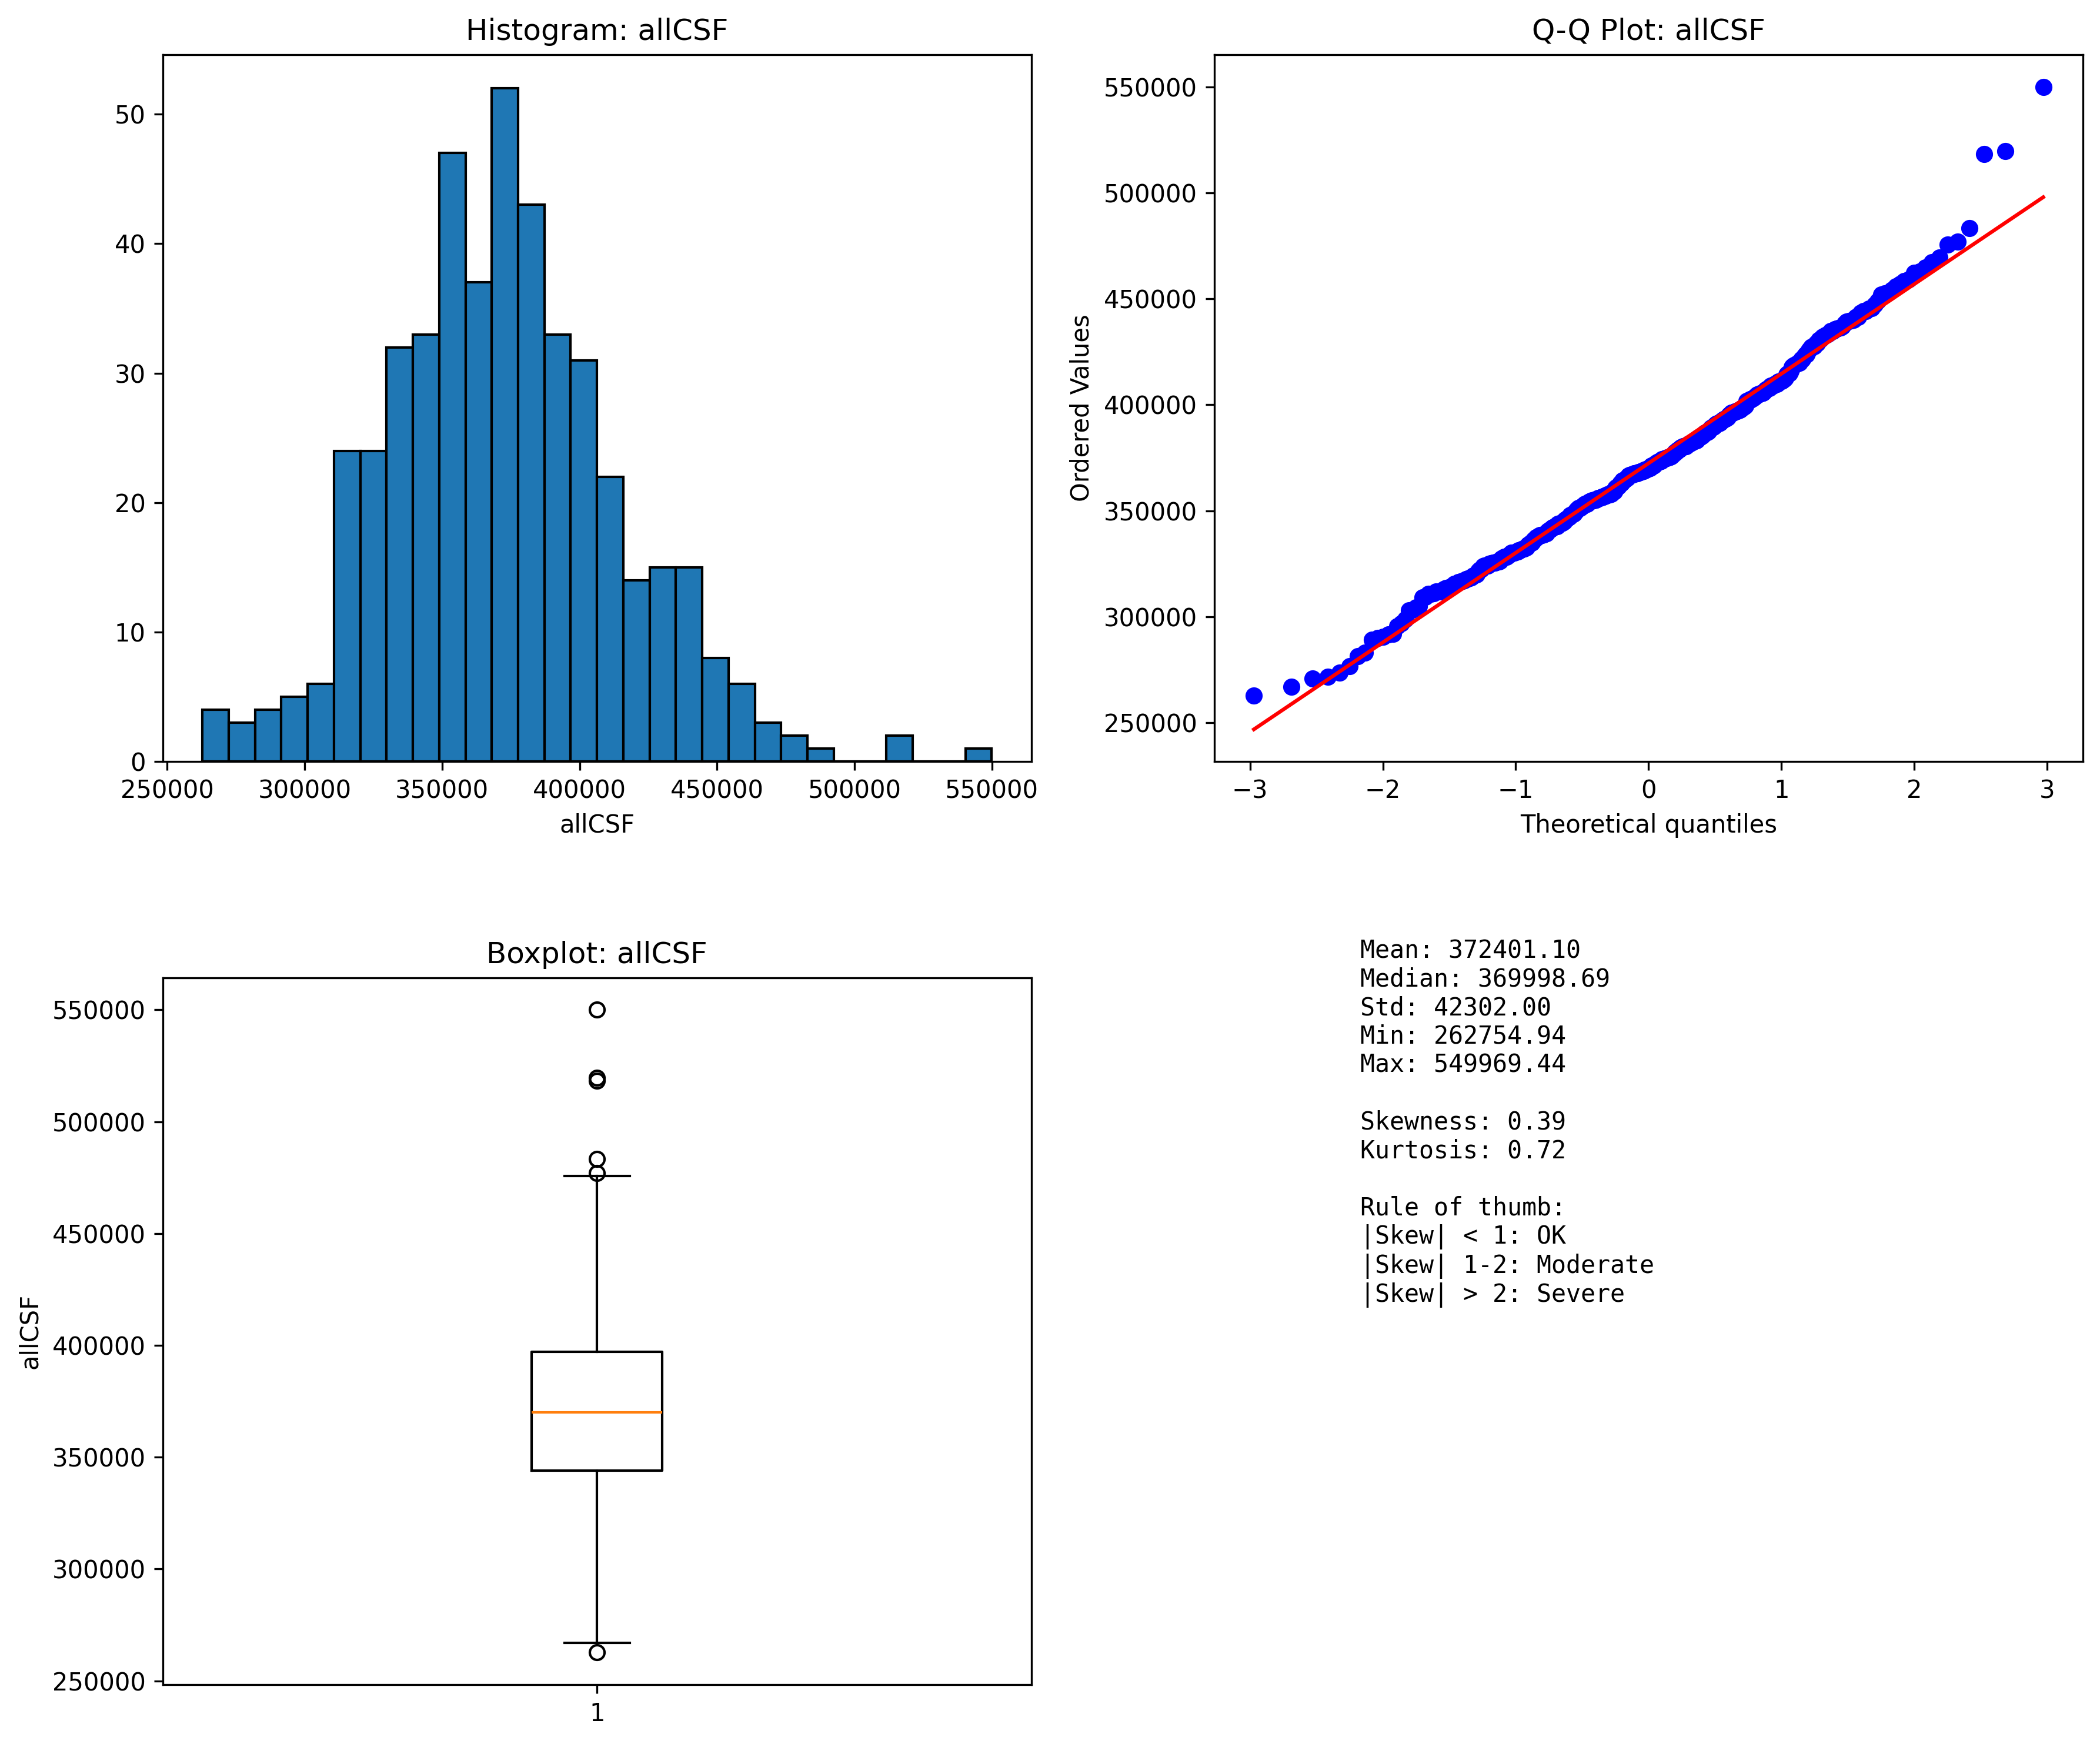 Histogram: allCSF
50
40
30
20
10
0
250000 300000 350000 400000 450000 500000 550000
allCSF
Q-Q Plot: allCSF
Ordered Values
550000
500000
450000
400000
350000
300000
250000
−3 −2 −1 0 1 2 3
Theoretical quantiles
Boxplot: allCSF
allCSF
550000
500000
450000
400000
350000
300000
250000
1
Mean: 372401.10
Median: 369998.69
Std: 42302.00
Min: 262754.94
Max: 549969.44
Skewness: 0.39
Kurtosis: 0.72
Rule of thumb:
|Skew| < 1: OK
|Skew| 1-2: Moderate
|Skew| > 2: Severe